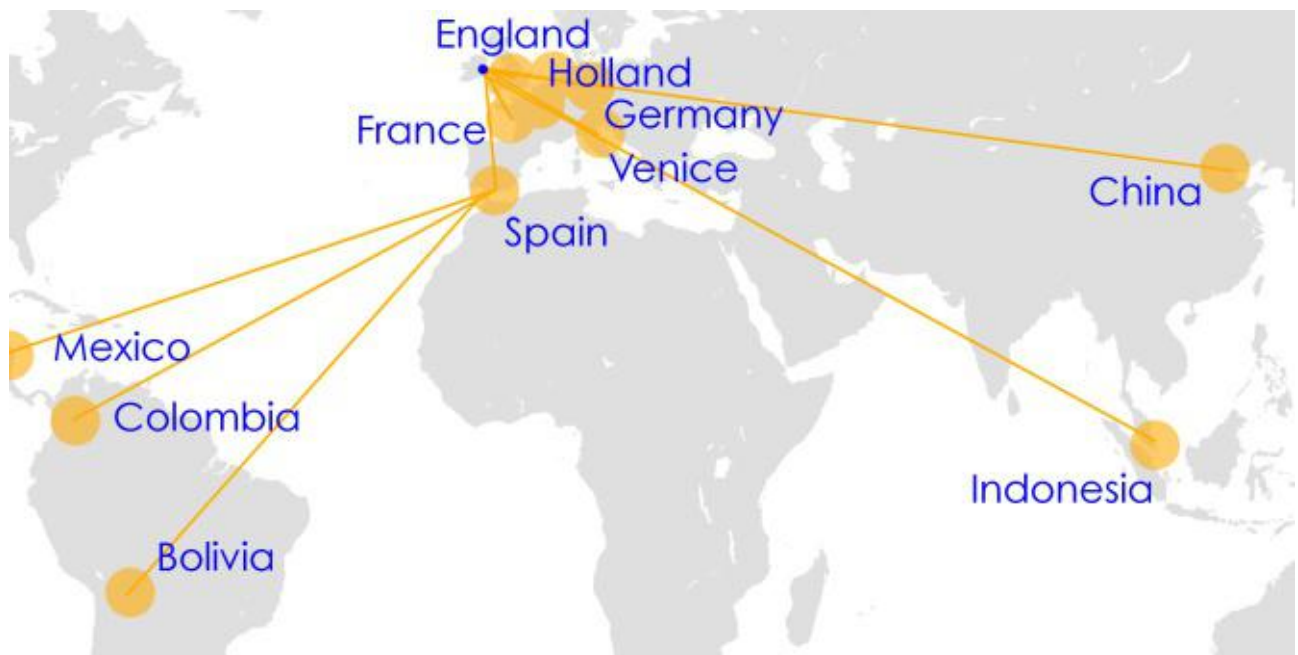 England
Holland
Germany
France
Venice
China
Spain
Mexico
Colombia
Indonesia
Bolivia